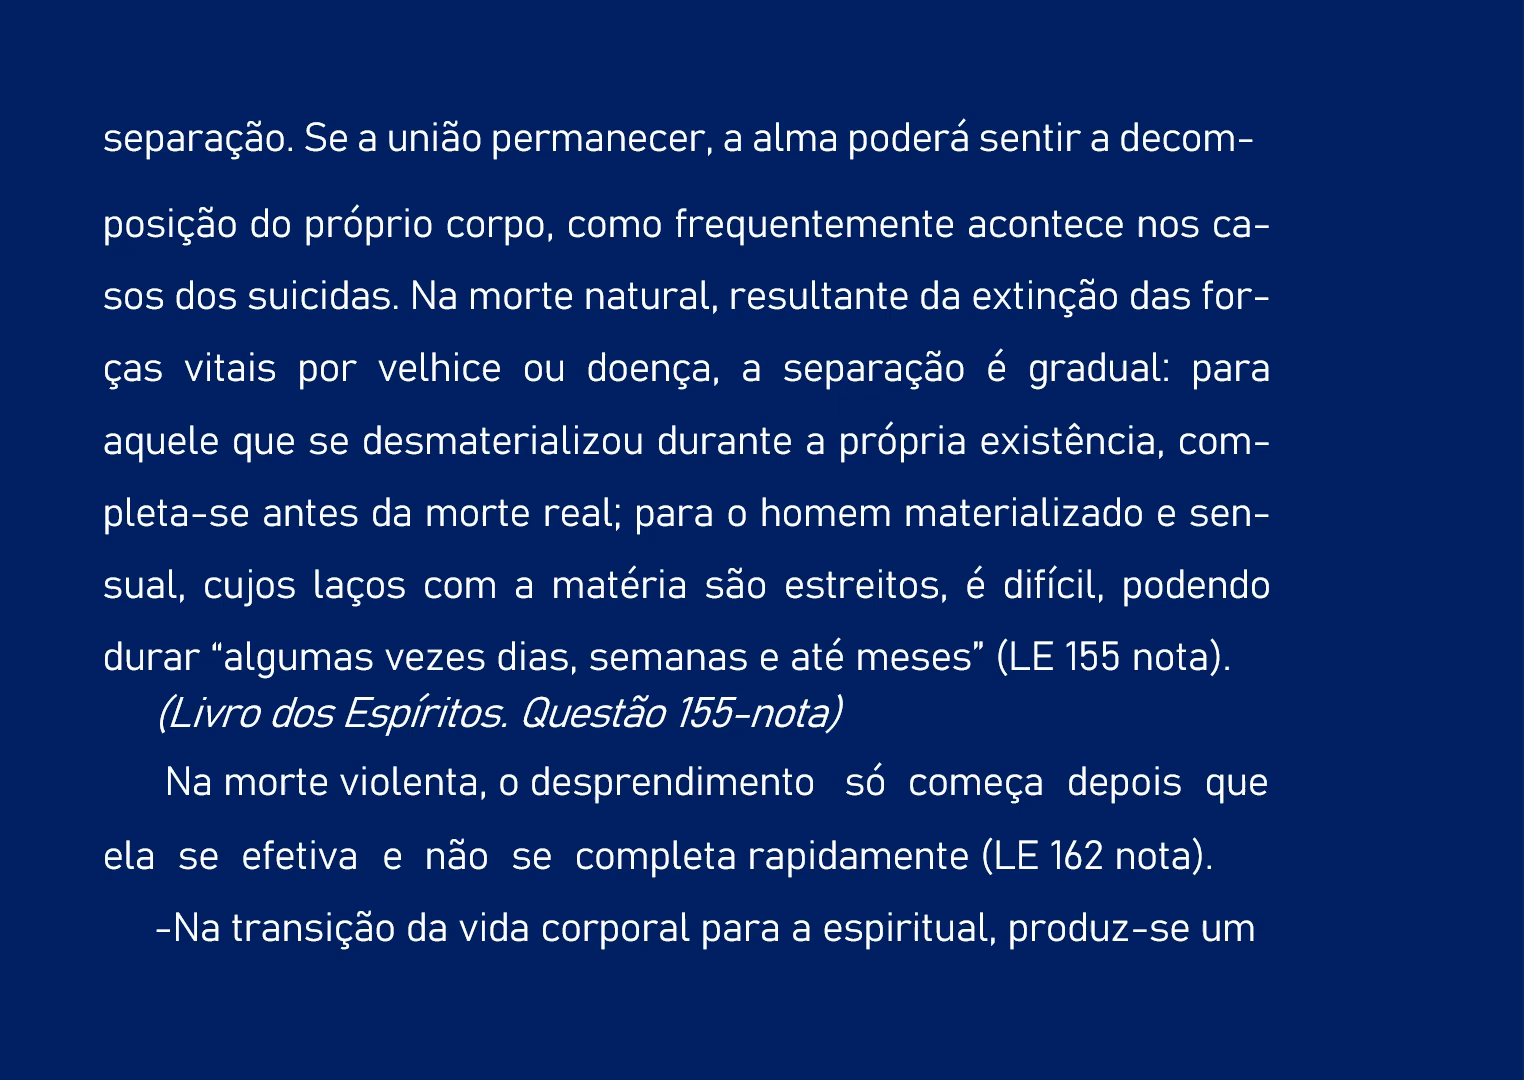 separação. Se a união permanecer, a alma poderá sentir a decom-
posição do próprio corpo, como frequentemente acontece nos ca-
sos dos suicidas. Na morte natural, resultante da extinção das for-
ças vitais por velhice ou doença, a separação é gradual: para
aquele que se desmaterializou durante a própria existência, com-
pleta-se antes da morte real; para o homem materializado e sen-
sual, cujos laços com a matéria são estreitos, é difícil, podendo
durar “algumas vezes dias, semanas e até meses” (LE 155 nota).
(Livro dos Espíritos. Questão 155-nota)
Na morte violenta, o desprendimento só começa depois que
ela se efetiva e não se completa rapidamente (LE 162 nota).
-Na transição da vida corporal para a espiritual, produz-se um